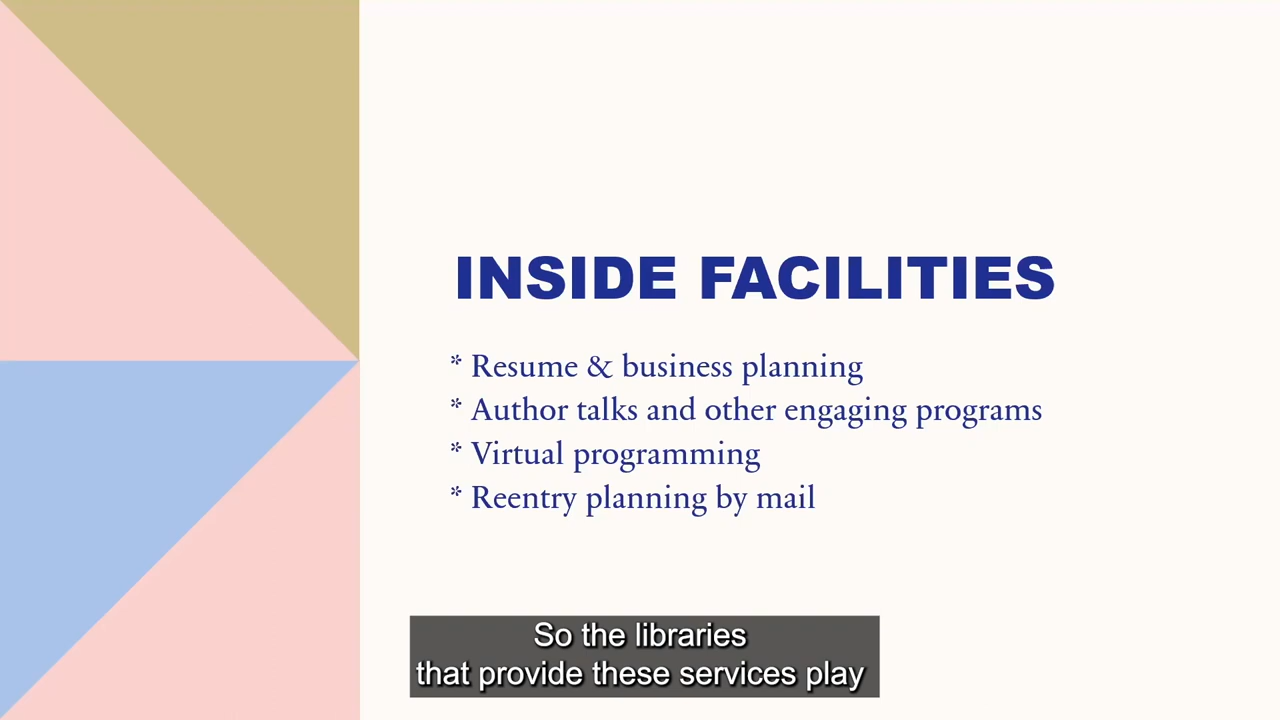 INSIDE FACILITIES
* Resume & business planning
* Author talks and other engaging programs
* Virtual programming
* Reentry planning by mail
So the libraries
that provide these services play